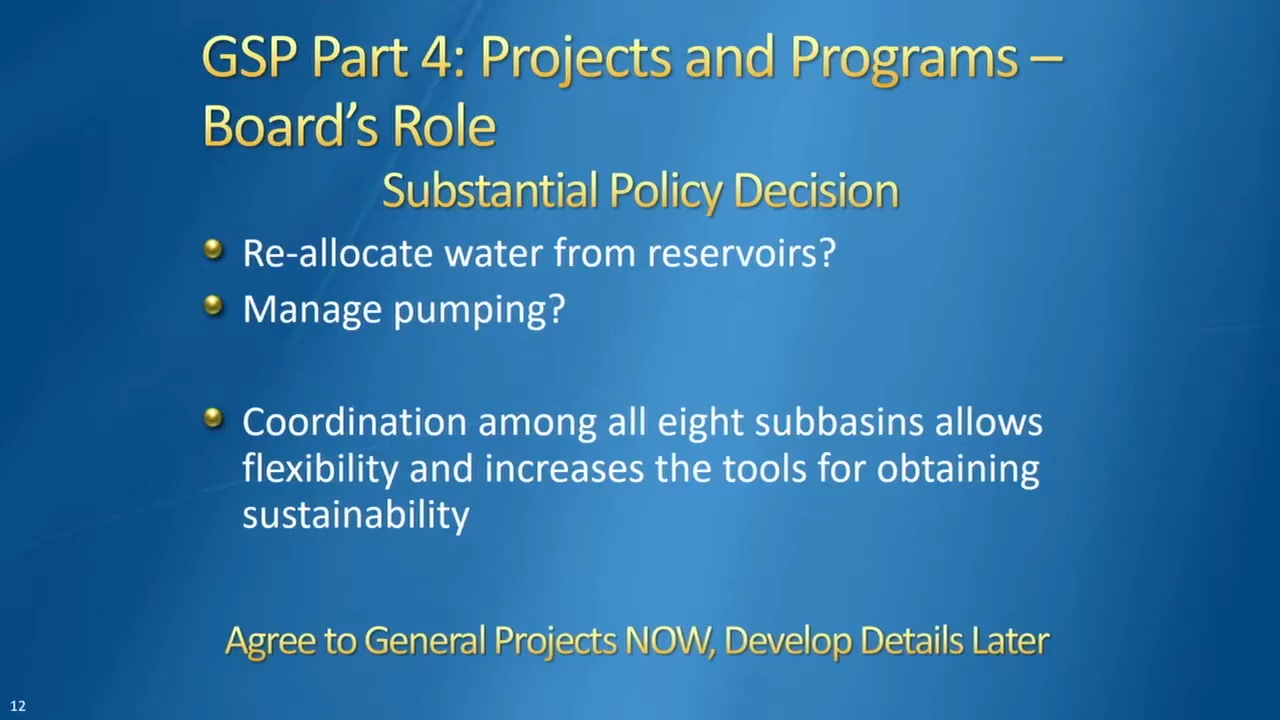 GSP Part 4: Projects and Programs –
Board’s Role
Substantial Policy Decision
Re-allocate water from reservoirs?
Manage pumping?
Coordination among all eight subbasins allows
flexibility and increases the tools for obtaining
sustainability
Agree to General Projects NOW, Develop Details Later
12